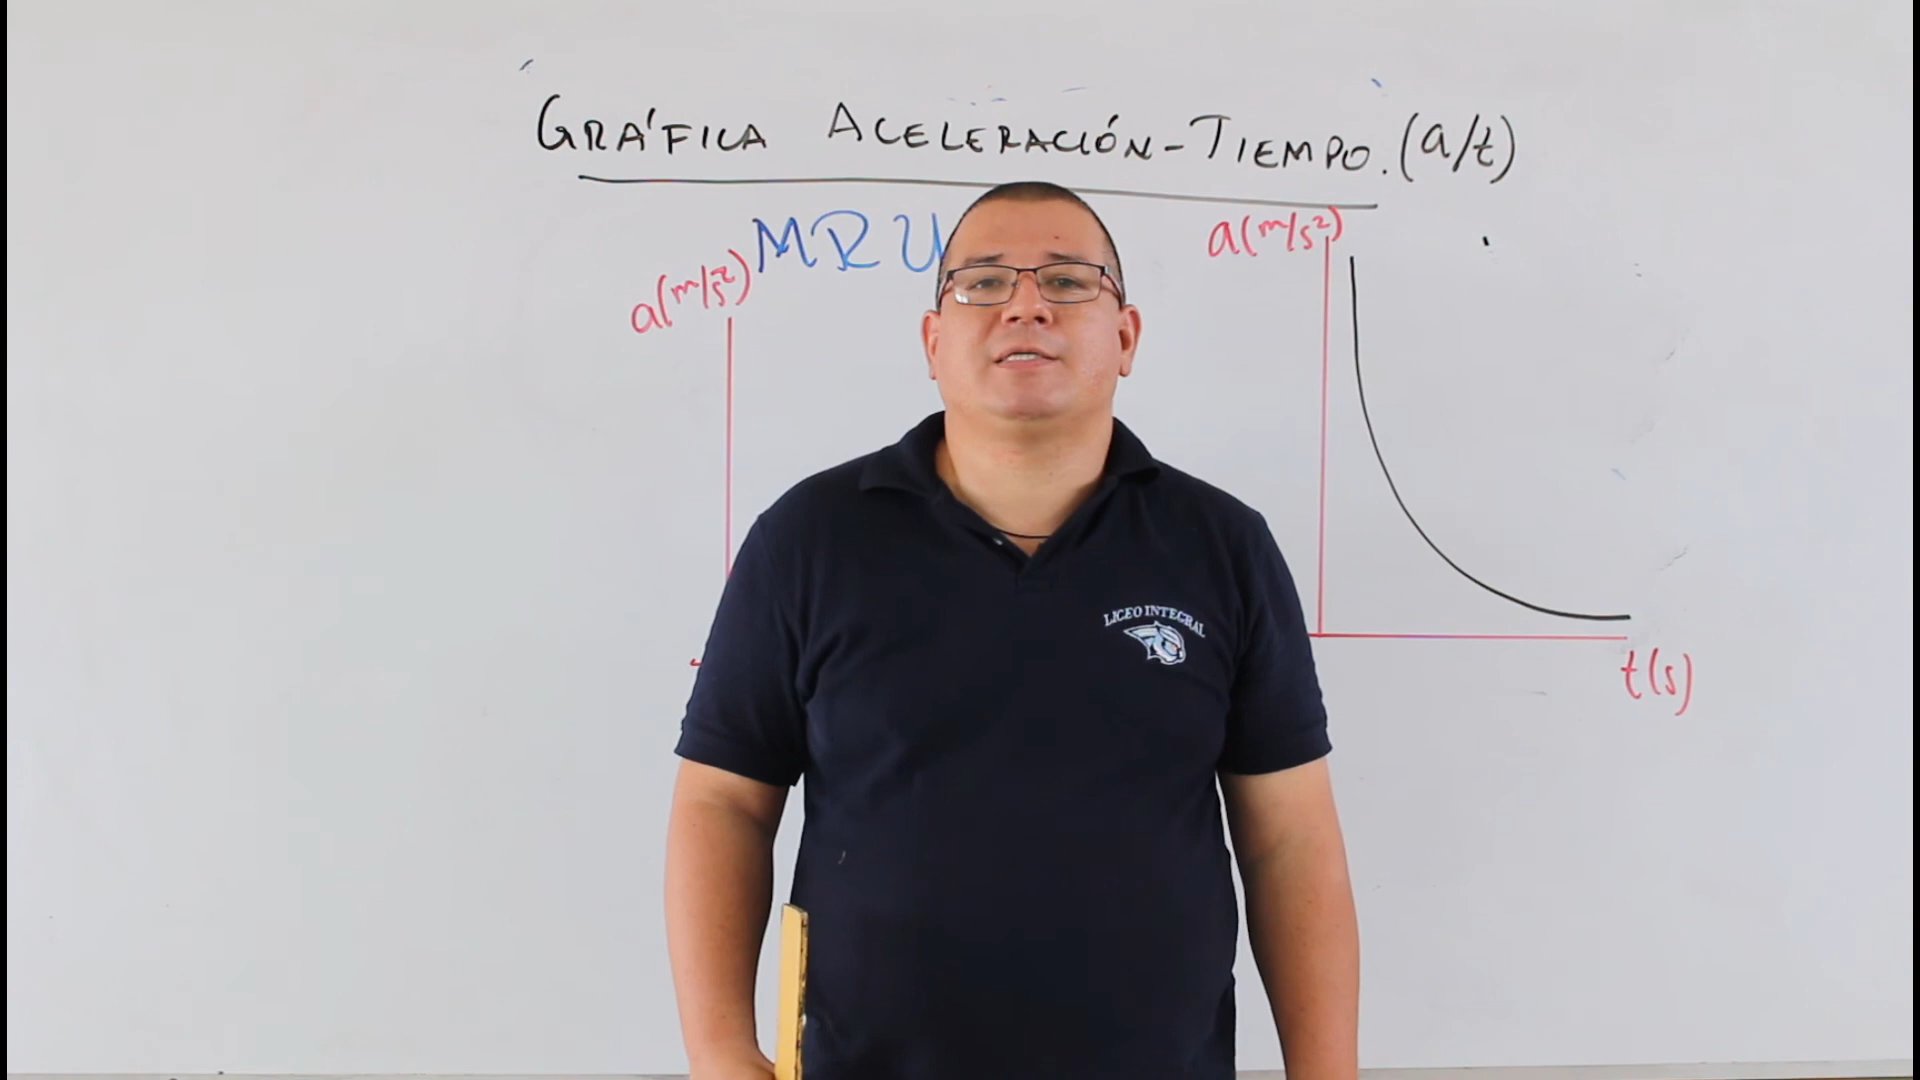 GRÁFICA ACELERACIÓN-TIEMPO. (a/t)
MRU
a(m/s²)
a(m/s²)
t(s)
LICEO INTEGRAL